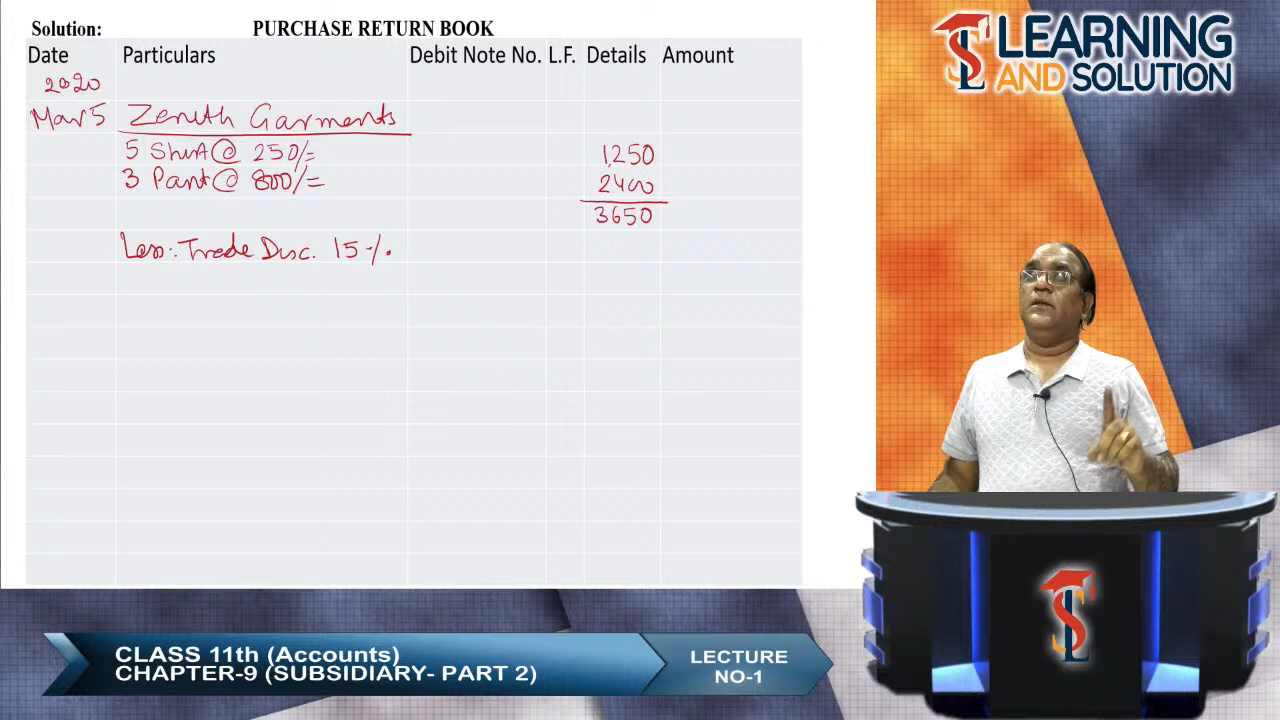 Solution: PURCHASE RETURN BOOK
Date Particulars Debit Note No. L.F. Details Amount
2020
Mar 5 Zenith Garments
5 Shirt @ 250/= 1,250
3 Pant @ 800/= 2400
3650
Less: Trade Disc. 15%
LEARNING
AND SOLUTION
CLASS 11th (Accounts)
CHAPTER-9 (SUBSIDIARY- PART 2)
LECTURE
NO-1